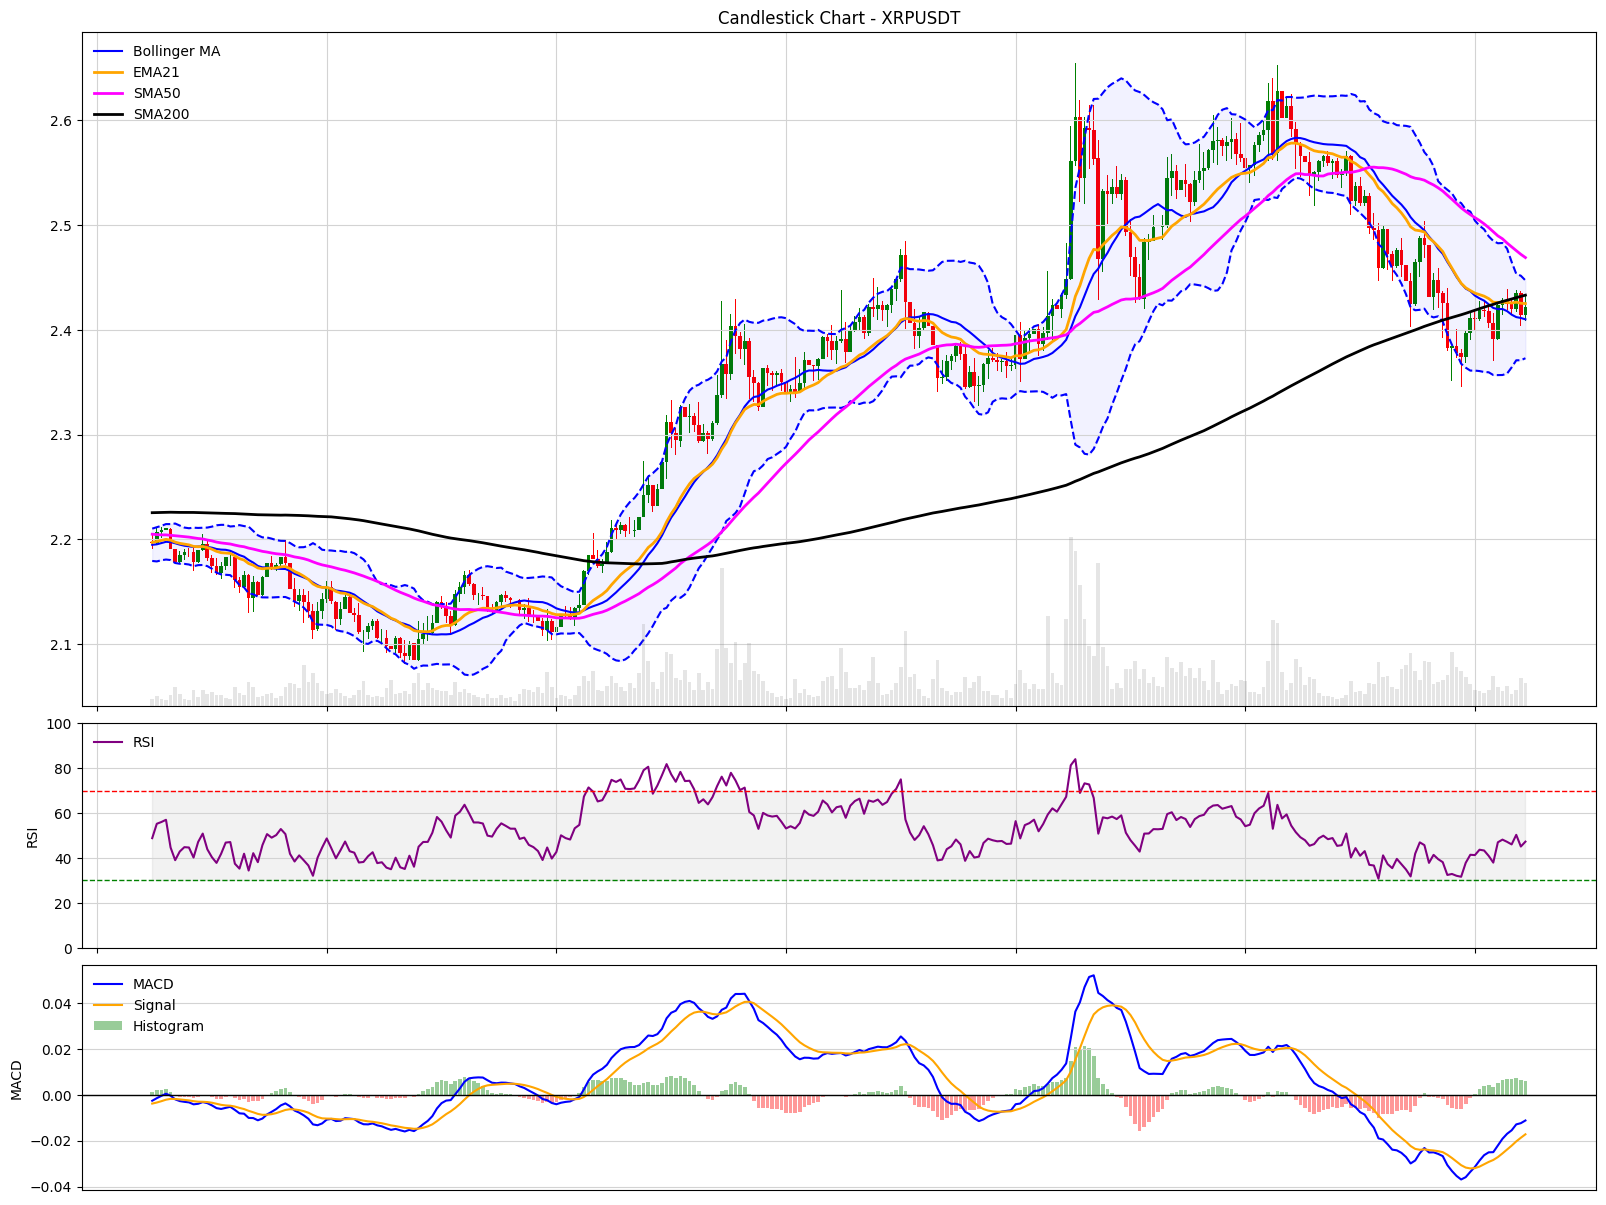 Candlestick Chart - XRPUSDT
Bollinger MA
EMA21
SMA50
SMA200
2.6
2.5
2.4
2.3
2.2
2.1
RSI
100
80
60
40
20
0
RSI
MACD
Signal
Histogram
0.04
0.02
0.00
−0.02
−0.04
MACD